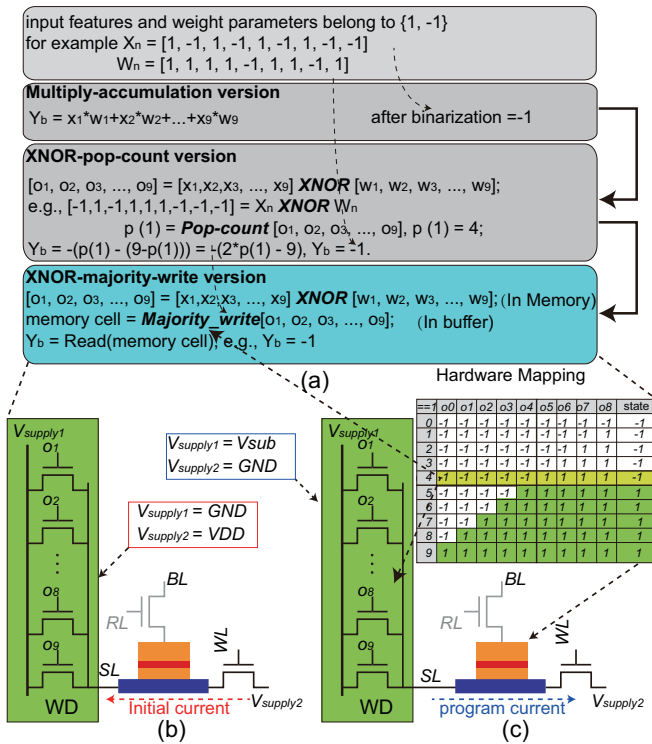 input features and weight parameters belong to {1, -1}
for example Xn = [1, -1, 1, -1, 1, -1, 1, -1, -1]
Wn = [1, 1, 1, 1, -1, 1, 1, -1, 1]
Multiply-accumulation version
Yb = x1*w1+x2*w2+...+x9*w9 after binarization =-1
XNOR-pop-count version
[o1, o2, o3, ..., o9] = [x1,x2,x3, ..., x9] XNOR [w1, w2, w3, ..., w9];
e.g., [-1,1,-1,1,1,1,-1,-1,-1] = Xn XNOR Wn
p (1) = Pop-count [o1, o2, o3, ..., o9], p (1) = 4;
Yb = -(p(1) - (9-p(1))) = -(2*p(1) - 9), Yb = -1.
XNOR-majority-write version
[o1, o2, o3, ..., o9] = [x1,x2,x3, ..., x9] XNOR [w1, w2, w3, ..., w9]; (In Memory)
memory cell = Majority_write[o1, o2, o3, ..., o9]; (In buffer)
Yb = Read(memory cell), e.g., Yb = -1
(a)
Hardware Mapping
==1 o0 o1 o2 o3 o4 o5 o6 o7 o8 state
0 -1 -1 -1 -1 -1 -1 -1 -1 -1 -1
1 -1 -1 -1 -1 -1 -1 -1 -1 1 -1
2 -1 -1 -1 -1 -1 -1 -1 1 1 -1
3 -1 -1 -1 -1 -1 -1 1 1 1 -1
4 -1 -1 -1 -1 -1 1 1 1 1 -1
5 -1 -1 -1 -1 1 1 1 1 1 1
6 -1 -1 -1 1 1 1 1 1 1 1
7 -1 -1 1 1 1 1 1 1 1 1
8 -1 1 1 1 1 1 1 1 1 1
9 1 1 1 1 1 1 1 1 1 1
Vsupply1
o1
o2
o8
o9
WD
Vsupply1 = GND
Vsupply2 = VDD
BL
RL
WL
SL
Initial current
Vsupply2
(b)
Vsupply1 = Vsub
Vsupply2 = GND
Vsupply1
o1
o2
o8
o9
WD
BL
RL
WL
SL
program current
Vsupply2
(c)